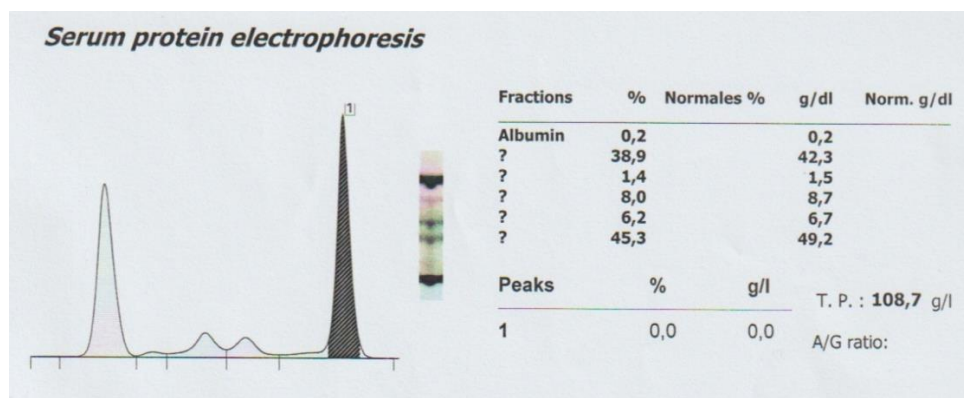 Serum protein electrophoresis
1
Fractions % Normales % g/dl Norm. g/dl
Albumin 0,2 0,2
? 38,9 42,3
? 1,4 1,5
? 8,0 8,7
? 6,2 6,7
? 45,3 49,2
Peaks % g/l
1 0,0 0,0
T. P. : 108,7 g/l
A/G ratio: